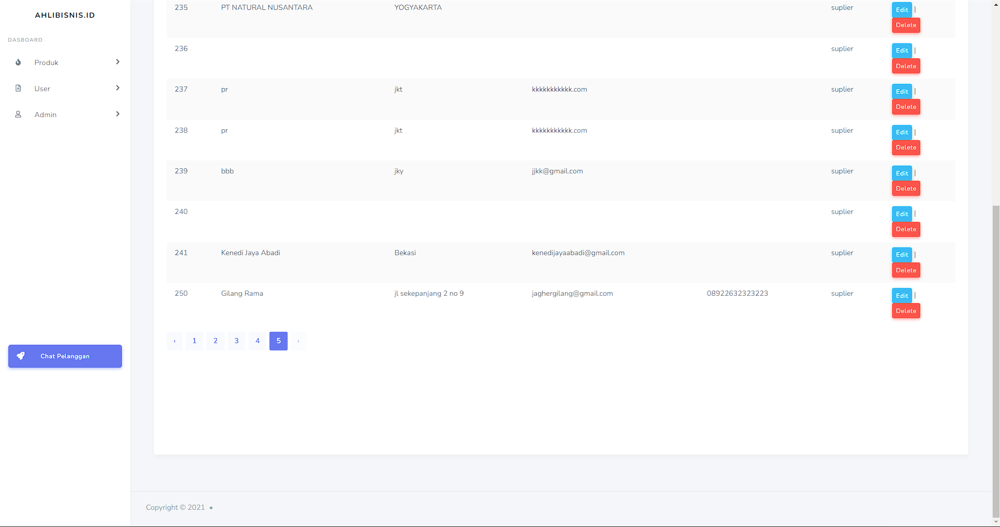 AHLIBISNIS.ID
DASBOARD
Produk
User
Admin
Chat Pelanggan
235 PT NATURAL NUSANTARA YOGYAKARTA suplier Edit |
Delete
236 suplier Edit |
Delete
237 pr jkt kkkkkkkkkkk.com suplier Edit |
Delete
238 pr jkt kkkkkkkkkkk.com suplier Edit |
Delete
239 bbb jky jjkk@gmail.com suplier Edit |
Delete
240 suplier Edit |
Delete
241 Kenedi Jaya Abadi Bekasi kenedijayaabadi@gmail.com suplier Edit |
Delete
250 Gilang Rama jl sekepanjang 2 no 9 jaghergilang@gmail.com 08922632323223 suplier Edit |
Delete
‹ 1 2 3 4 5 ›
Copyright © 2021 •